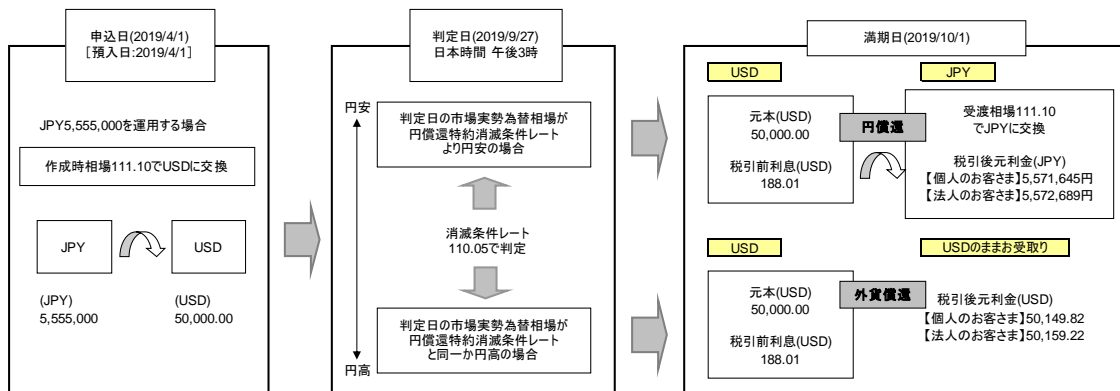 申込日(2019/4/1)
[預入日:2019/4/1]
JPY5,555,000を運用する場合
作成時相場111.10でUSDに交換
JPY
USD
(JPY)
5,555,000
(USD)
50,000.00
判定日(2019/9/27)
日本時間 午後3時
円安
判定日の市場実勢為替相場が
円償還特約消滅条件レート
より円安の場合
消滅条件レート
110.05で判定
判定日の市場実勢為替相場が
円償還特約消滅条件レート
と同一か円高の場合
円高
満期日(2019/10/1)
USD
JPY
元本(USD)
50,000.00
税引前利息(USD)
188.01
円償還
受渡相場111.10
でJPYに交換
税引後元利金(JPY)
【個人のお客さま】5,571,645円
【法人のお客さま】5,572,689円
USD
USDのままお受取り
元本(USD)
50,000.00
税引前利息(USD)
188.01
外貨償還
税引後元利金(USD)
【個人のお客さま】50,149.82
【法人のお客さま】50,159.22